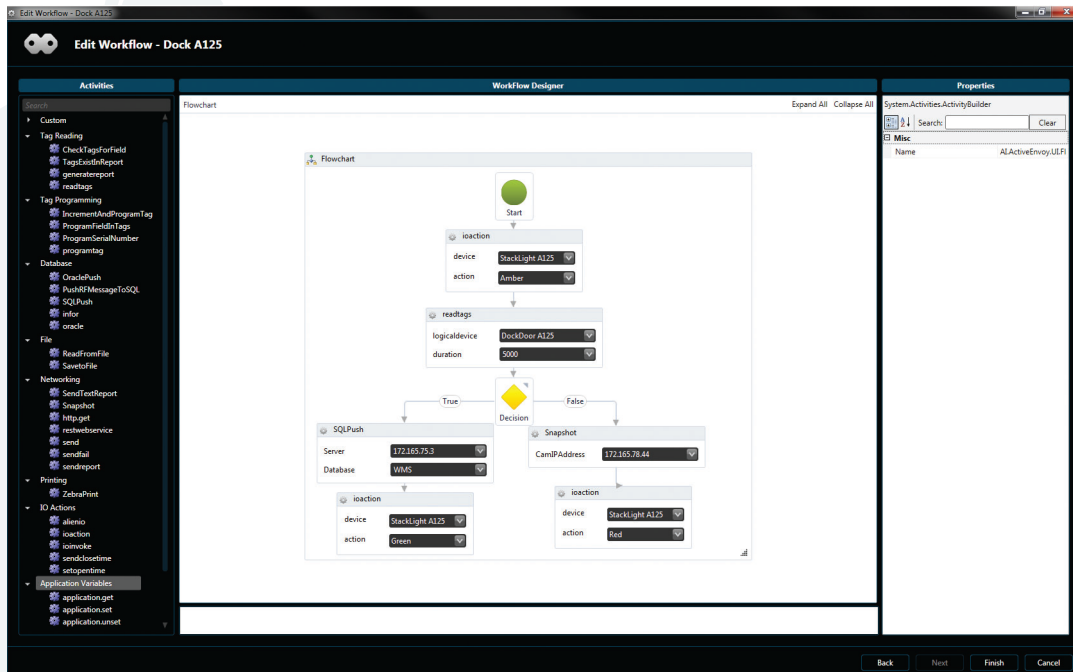 Edit Workflow - Dock A125
Edit Workflow - Dock A125
Activities
Search
Custom
Tag Reading
CheckTagsForField
TagsExistInReport
generatereport
readtags
Tag Programming
IncrementAndProgramTag
ProgramFieldInTags
ProgramSerialNumber
programtag
Database
OraclePush
PushRFMessageToSQL
SQLPush
infor
oracle
File
ReadFromFile
SavetoFile
Networking
SendTextReport
Snapshot
http.get
restwebservice
send
sendfail
sendreport
Printing
ZebraPrint
IO Actions
alienio
ioaction
ioinvoke
sendclosetime
setopentime
Application Variables
application.get
application.set
application.unset
WorkFlow Designer
Flowchart Expand All Collapse All
Flowchart
Start
ioaction
device StackLight A125
action Amber
readtags
logicaldevice DockDoor A125
duration 5000
True False
Decision
SQLPush
Server 172.165.75.3
Database WMS
Snapshot
CamIPAddress 172.165.78.44
ioaction
device StackLight A125
action Green
ioaction
device StackLight A125
action Red
Properties
System.Activities.ActivityBuilder
Search: Clear
Misc
Name AI.ActiveEnvoy.UI.Fl
Back Next Finish Cancel